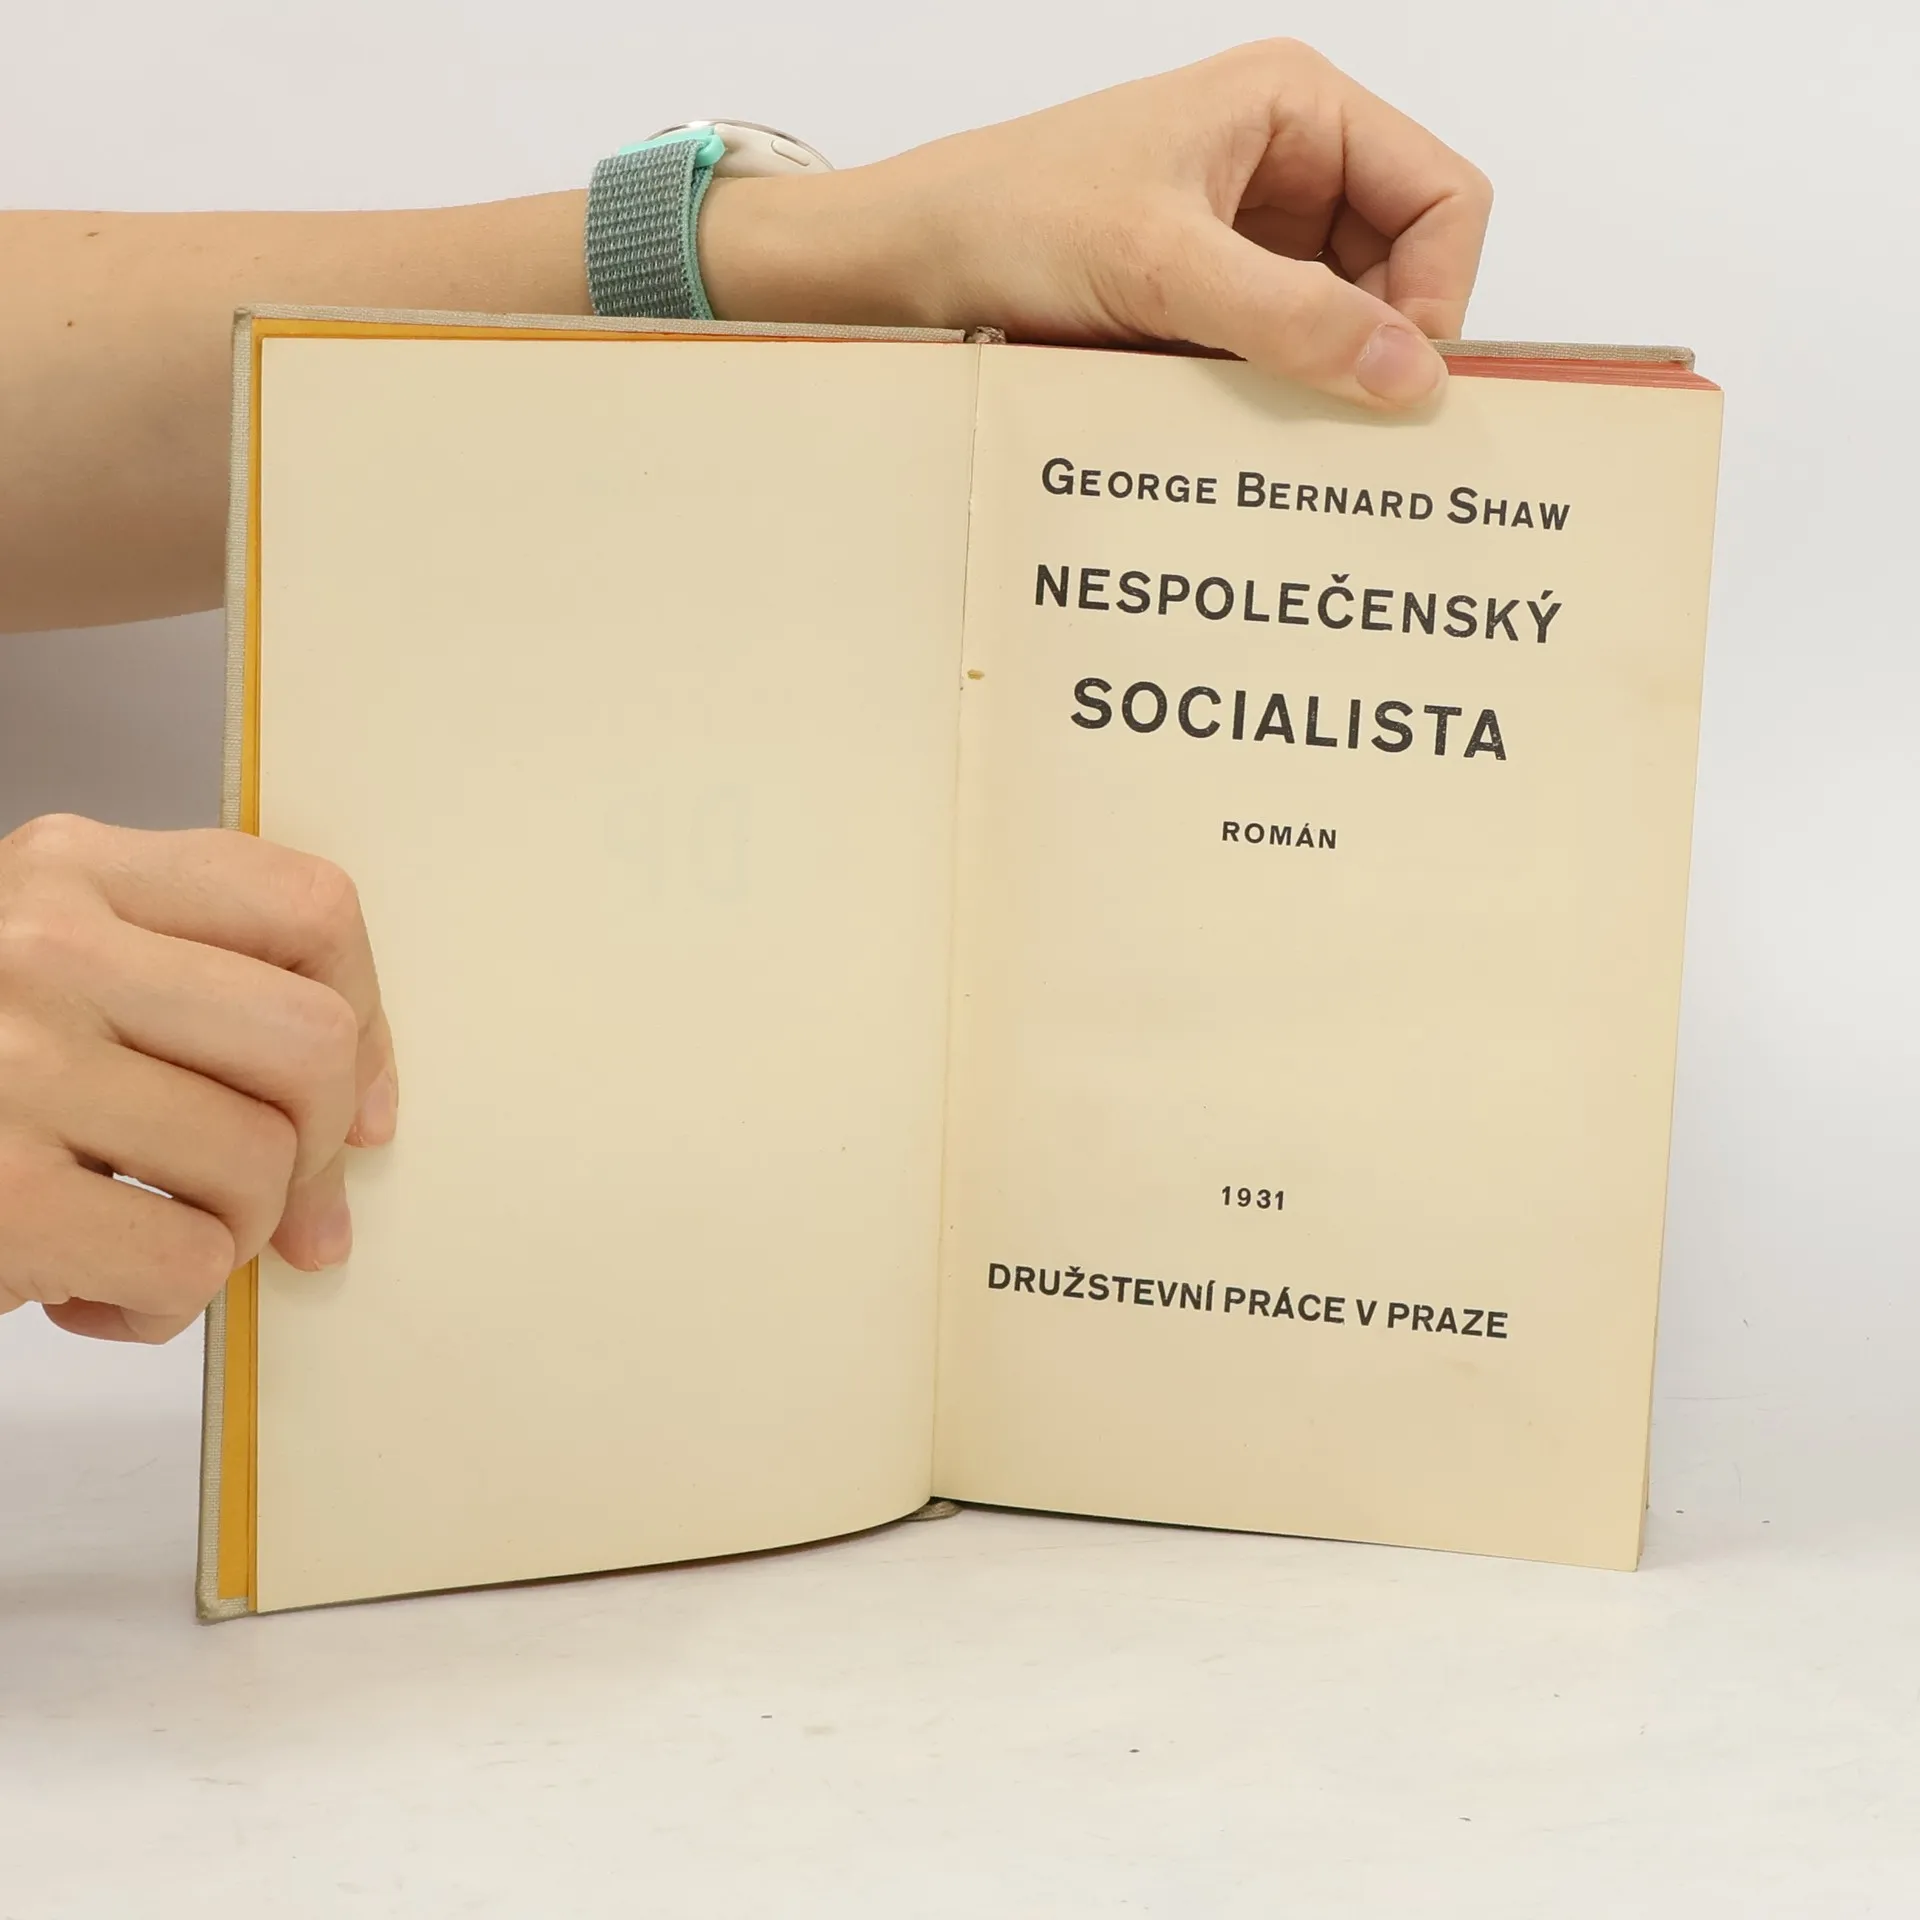 GEORGE BERNARD SHAW
NESPOLEČENSKÝ
SOCIALISTA
ROMÁN
1931
DRUŽSTEVNÍ PRÁCE V PRAZE